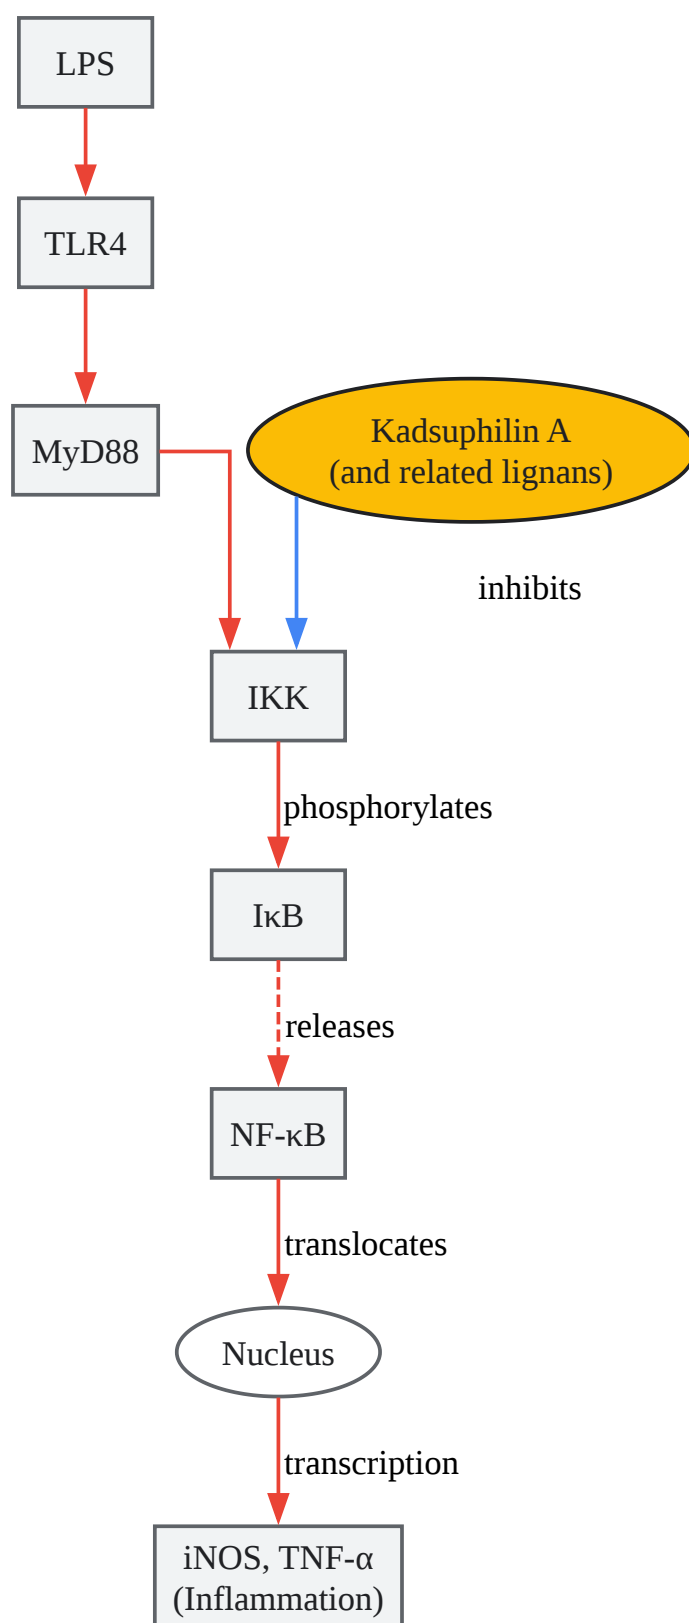 LPS
TLR4
MyD88
Kadsuphilin A
(and related lignans)
inhibits
IKK
phosphorylates
IκB
releases
NF-κB
translocates
Nucleus
transcription
iNOS, TNF-α
(Inflammation)